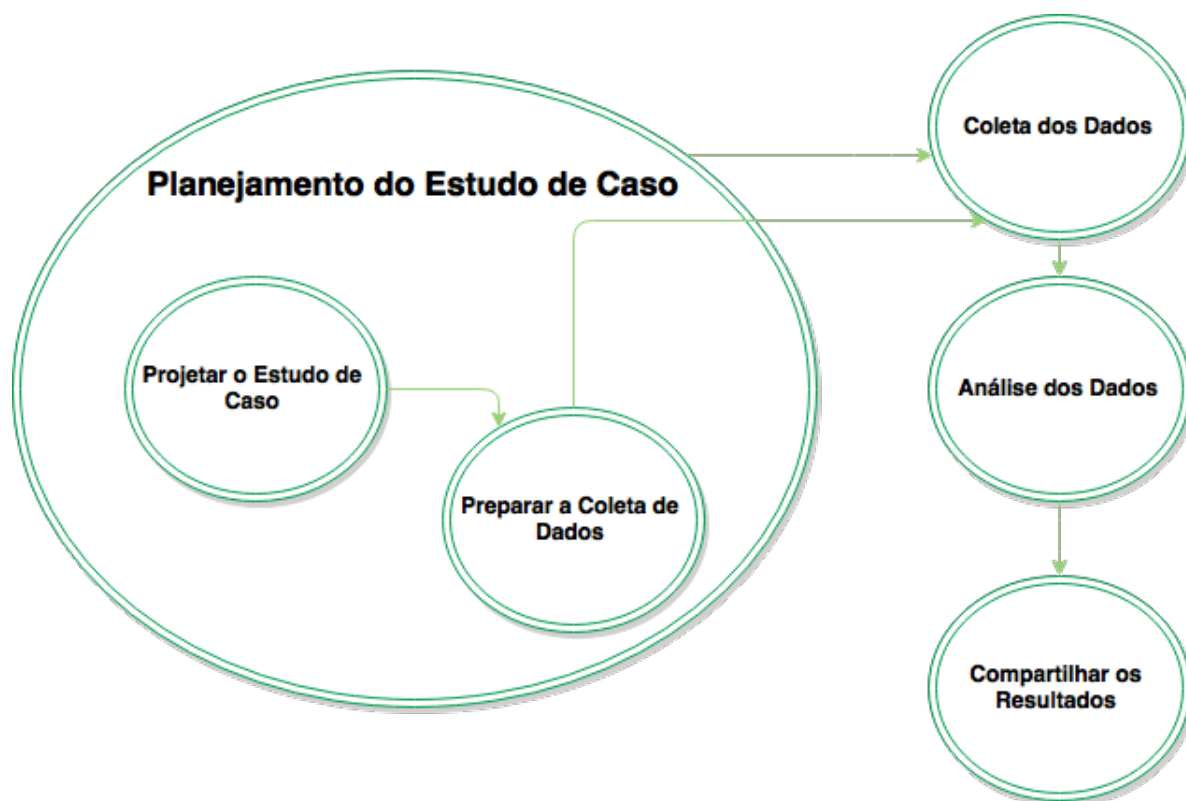 Planejamento do Estudo de Caso
Projetar o Estudo de
Caso
Preparar a Coleta de
Dados
Coleta dos Dados
Análise dos Dados
Compartilhar os
Resultados